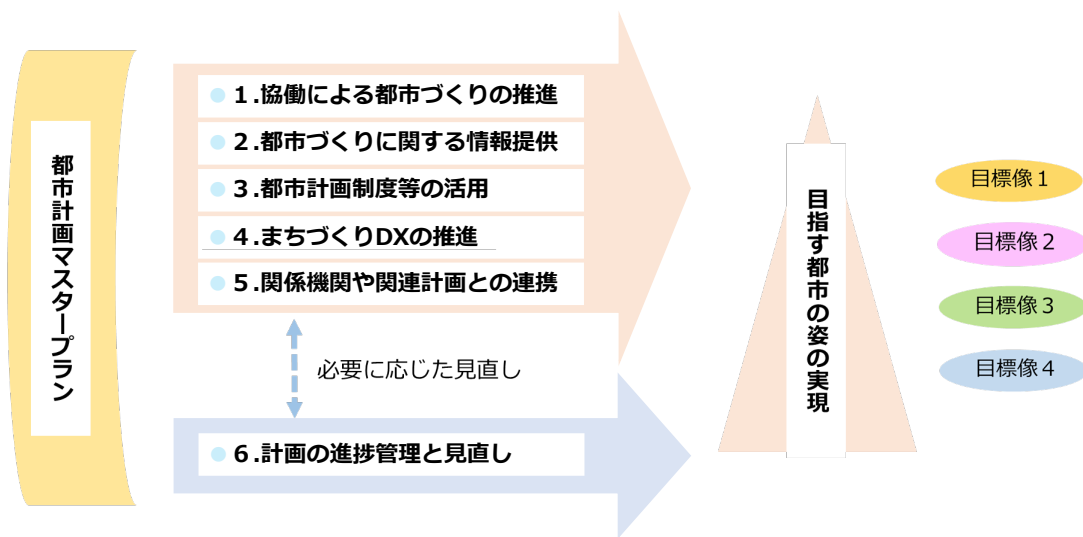 都市計画マスタープラン
1.協働による都市づくりの推進
2.都市づくりに関する情報提供
3.都市計画制度等の活用
4.まちづくりDXの推進
5.関係機関や関連計画との連携
必要に応じた見直し
6.計画の進捗管理と見直し
目指す都市の姿の実現
目標像1
目標像2
目標像3
目標像4